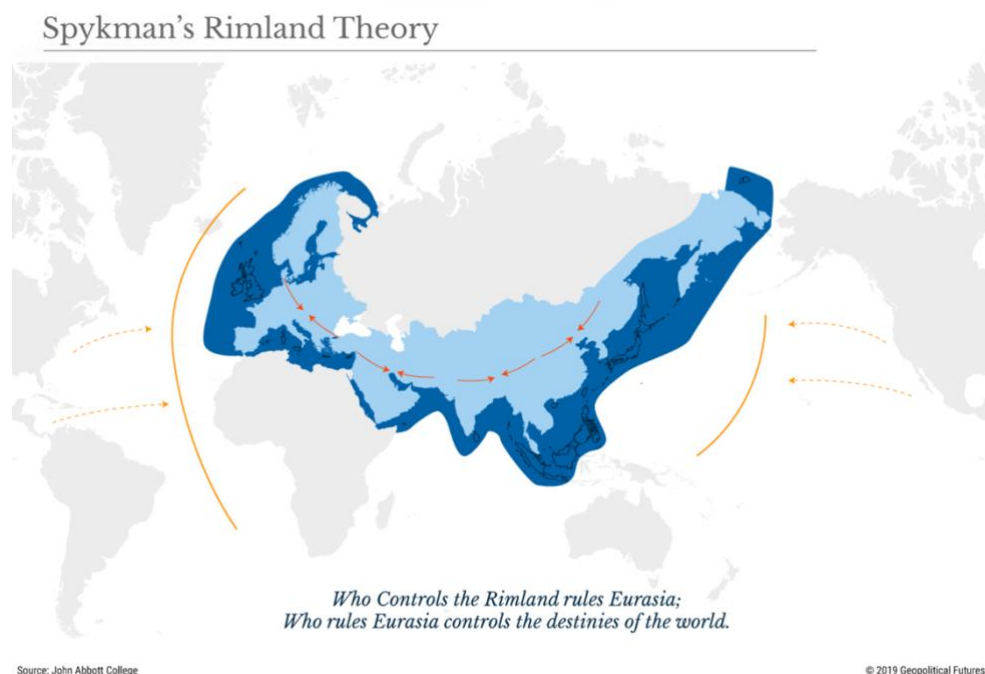 Spykman's Rimland Theory
Who Controls the Rimland rules Eurasia;
Who rules Eurasia controls the destinies of the world.
Source: John Abbott College
© 2019 Geopolitical Futures